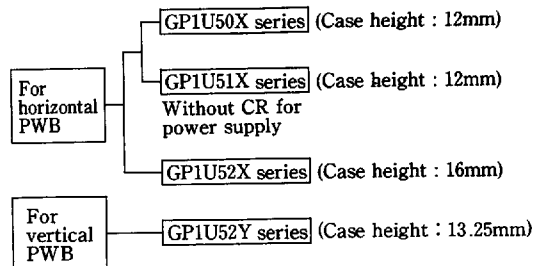 GP1U50X series (Case height : 12mm)
For
horizontal
PWB
GP1U51X series (Case height : 12mm)
Without CR for
power supply
GP1U52X series (Case height : 16mm)
For
vertical
PWB
GP1U52Y series (Case height : 13.25mm)